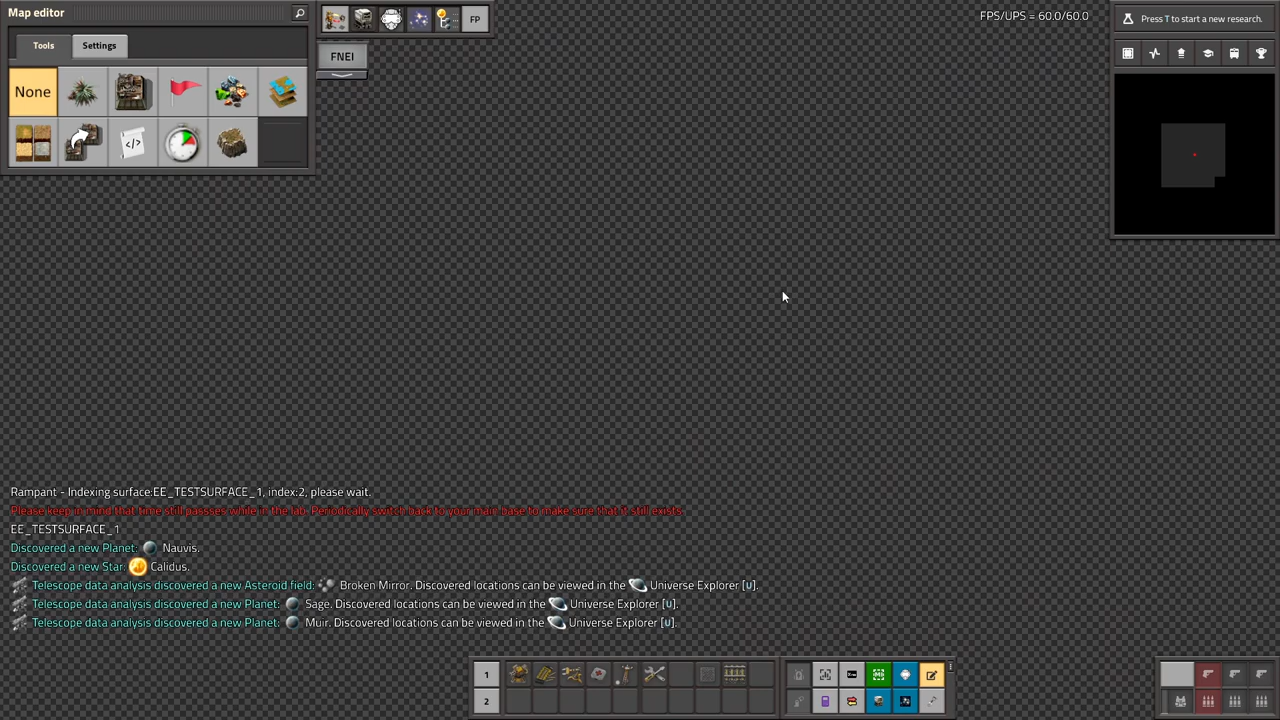 Map editor
FP
FPS/UPS = 60.0/60.0
Press T to start a new research.
Tools
Settings
FNEI
None
</>
Rampant - Indexing surface:EE_TESTSURFACE_1, index:2, please wait.
Please keep in mind that time still passses while in the lab. Periodically switch back to your main base to make sure that it still exists.
EE_TESTSURFACE_1
Discovered a new Planet: Nauvis.
Discovered a new Star: Calidus.
Telescope data analysis discovered a new Asteroid field: Broken Mirror. Discovered locations can be viewed in the Universe Explorer [U].
Telescope data analysis discovered a new Planet: Sage. Discovered locations can be viewed in the Universe Explorer [U].
Telescope data analysis discovered a new Planet: Muir. Discovered locations can be viewed in the Universe Explorer [U].
1
2